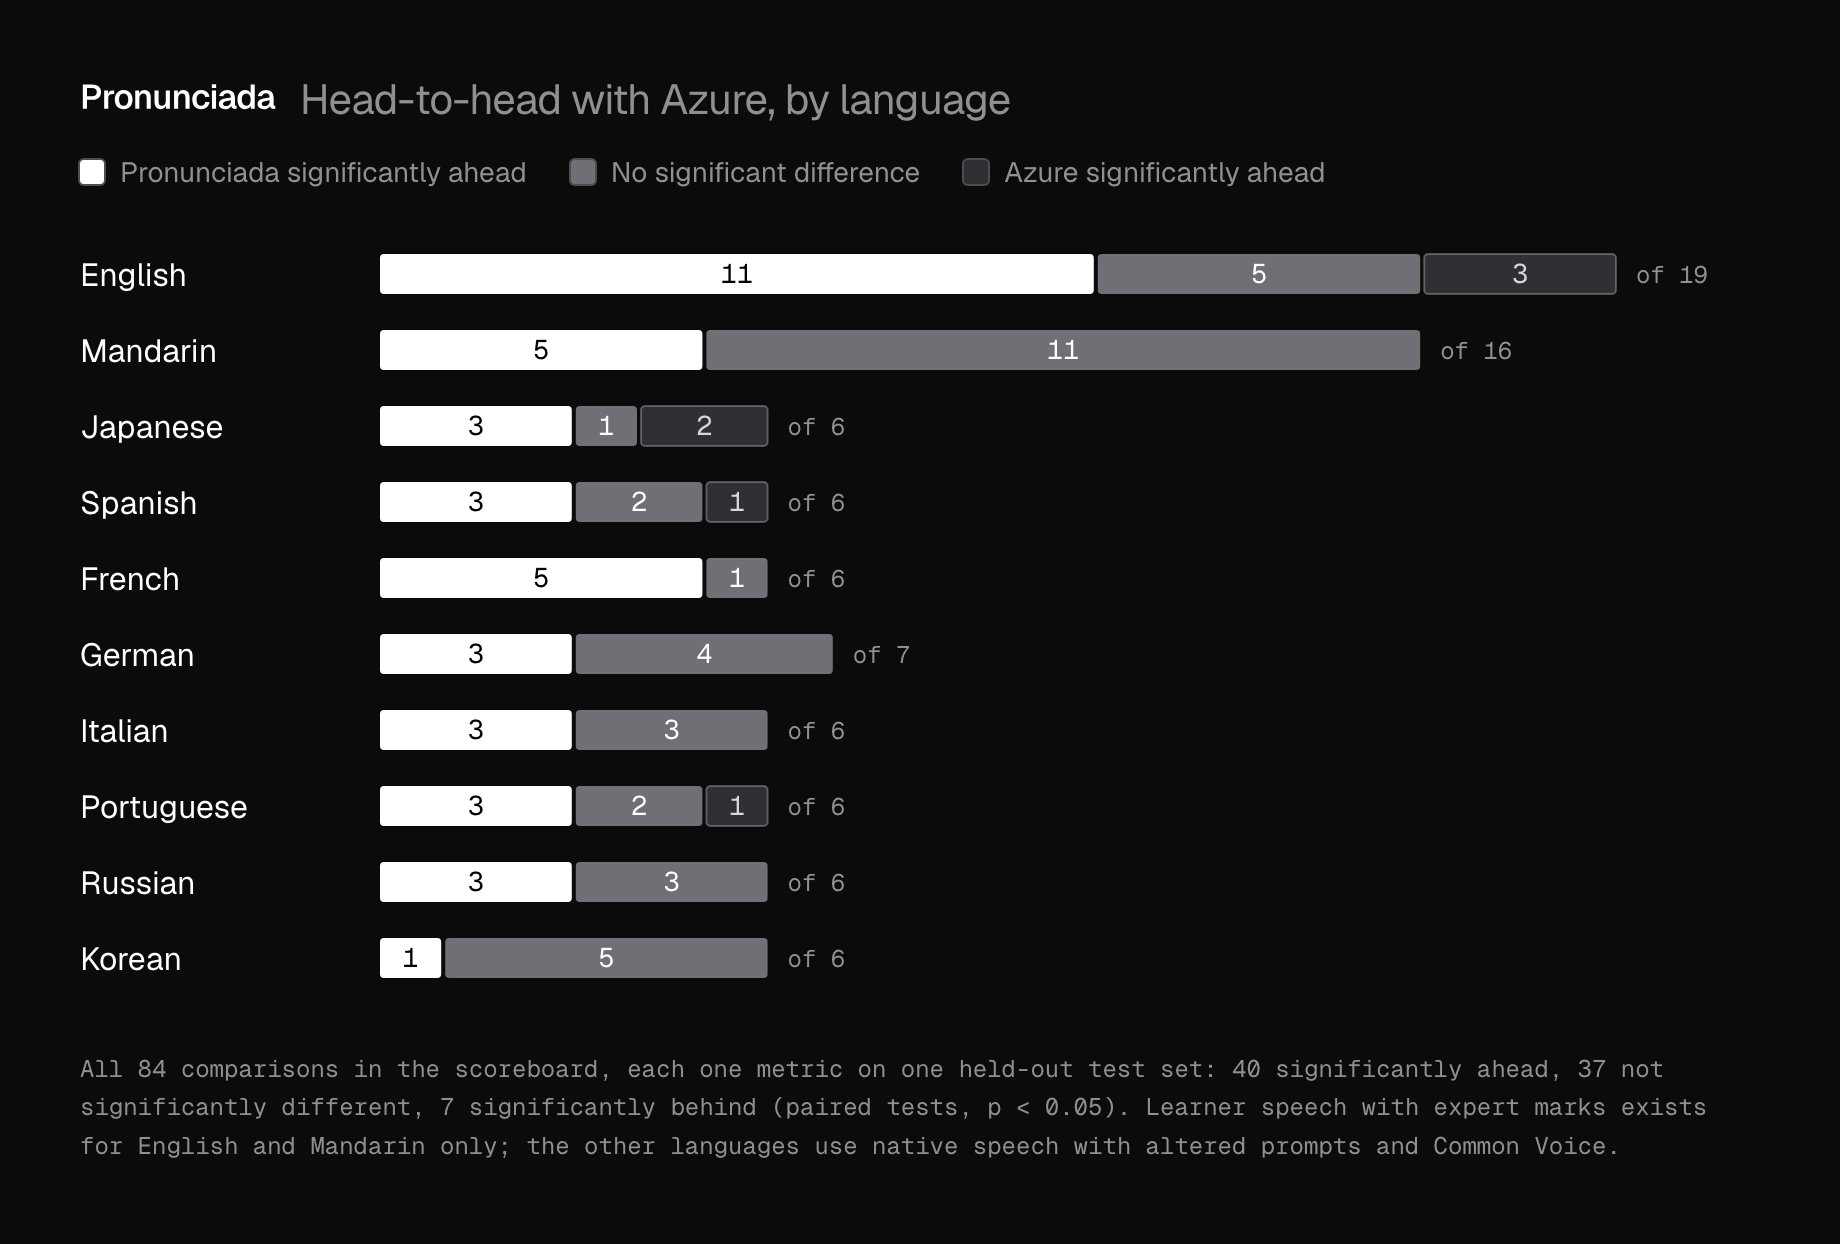 Pronunciada Head-to-head with Azure, by language
Pronunciada significantly ahead No significant difference Azure significantly ahead
English 11 5 3 of 19
Mandarin 5 11 of 16
Japanese 3 1 2 of 6
Spanish 3 2 1 of 6
French 5 1 of 6
German 3 4 of 7
Italian 3 3 of 6
Portuguese 3 2 1 of 6
Russian 3 3 of 6
Korean 1 5 of 6
All 84 comparisons in the scoreboard, each one metric on one held-out test set: 40 significantly ahead, 37 not
significantly different, 7 significantly behind (paired tests, p < 0.05). Learner speech with expert marks exists
for English and Mandarin only; the other languages use native speech with altered prompts and Common Voice.